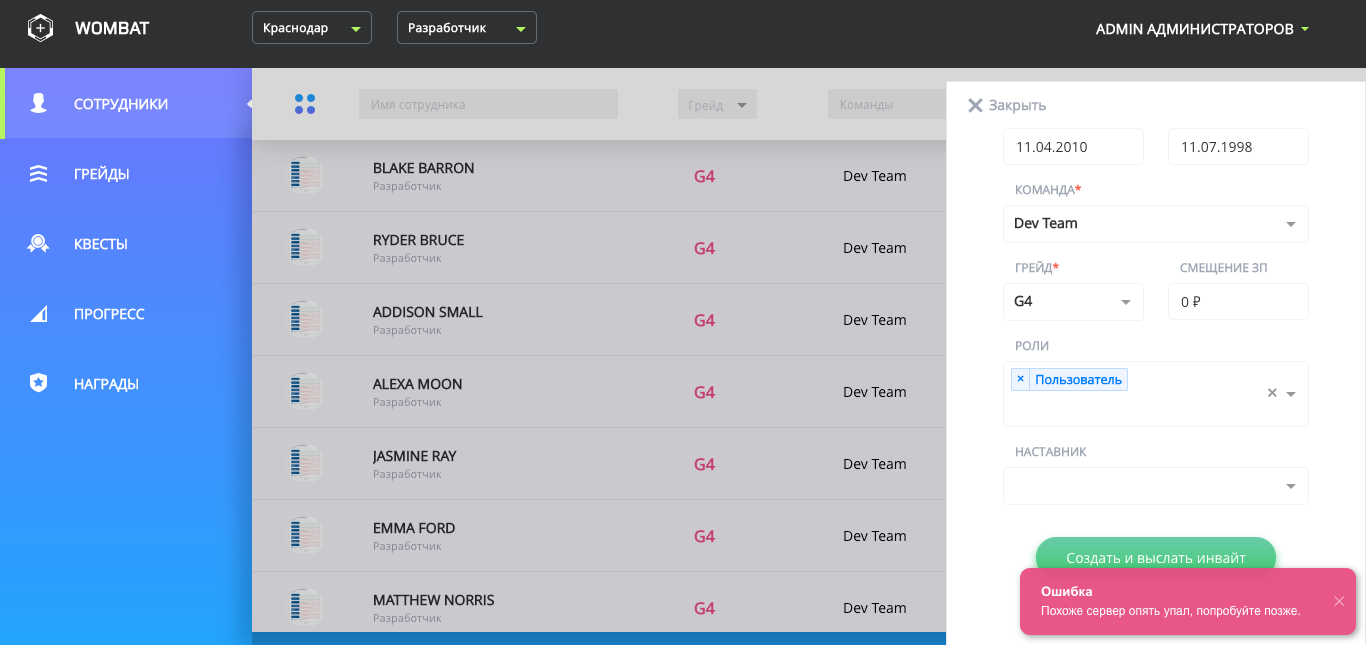 WOMBAT
Краснодар
Разработчик
ADMIN АДМИНИСТРАТОРОВ
СОТРУДНИКИ
ГРЕЙДЫ
КВЕСТЫ
ПРОГРЕСС
НАГРАДЫ
Имя сотрудника
Грейд
Команды
BLAKE BARRON
Разработчик
G4
Dev Team
RYDER BRUCE
Разработчик
G4
Dev Team
ADDISON SMALL
Разработчик
G4
Dev Team
ALEXA MOON
Разработчик
G4
Dev Team
JASMINE RAY
Разработчик
G4
Dev Team
EMMA FORD
Разработчик
G4
Dev Team
MATTHEW NORRIS
Разработчик
G4
Dev Team
Закрыть
11.04.2010
11.07.1998
КОМАНДА*
Dev Team
ГРЕЙД*
СМЕЩЕНИЕ ЗП
G4
0 ₽
РОЛИ
× Пользователь
×
НАСТАВНИК
Создать и выслать инвайт
Ошибка
Похоже сервер опять упал, попробуйте позже.